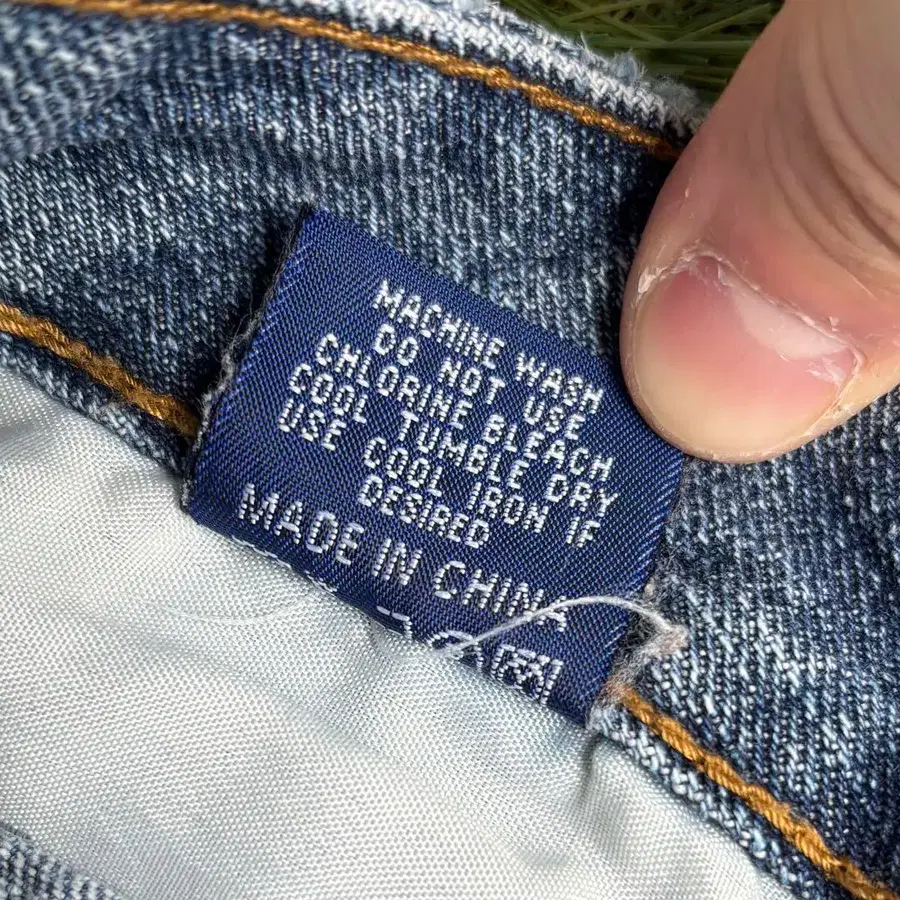 MACHINE WASH
DO NOT USE
CHLORINE BLEACH
COOL TUMBLE DRY
USE COOL IRON IF
DESIRED
MADE IN CHINA